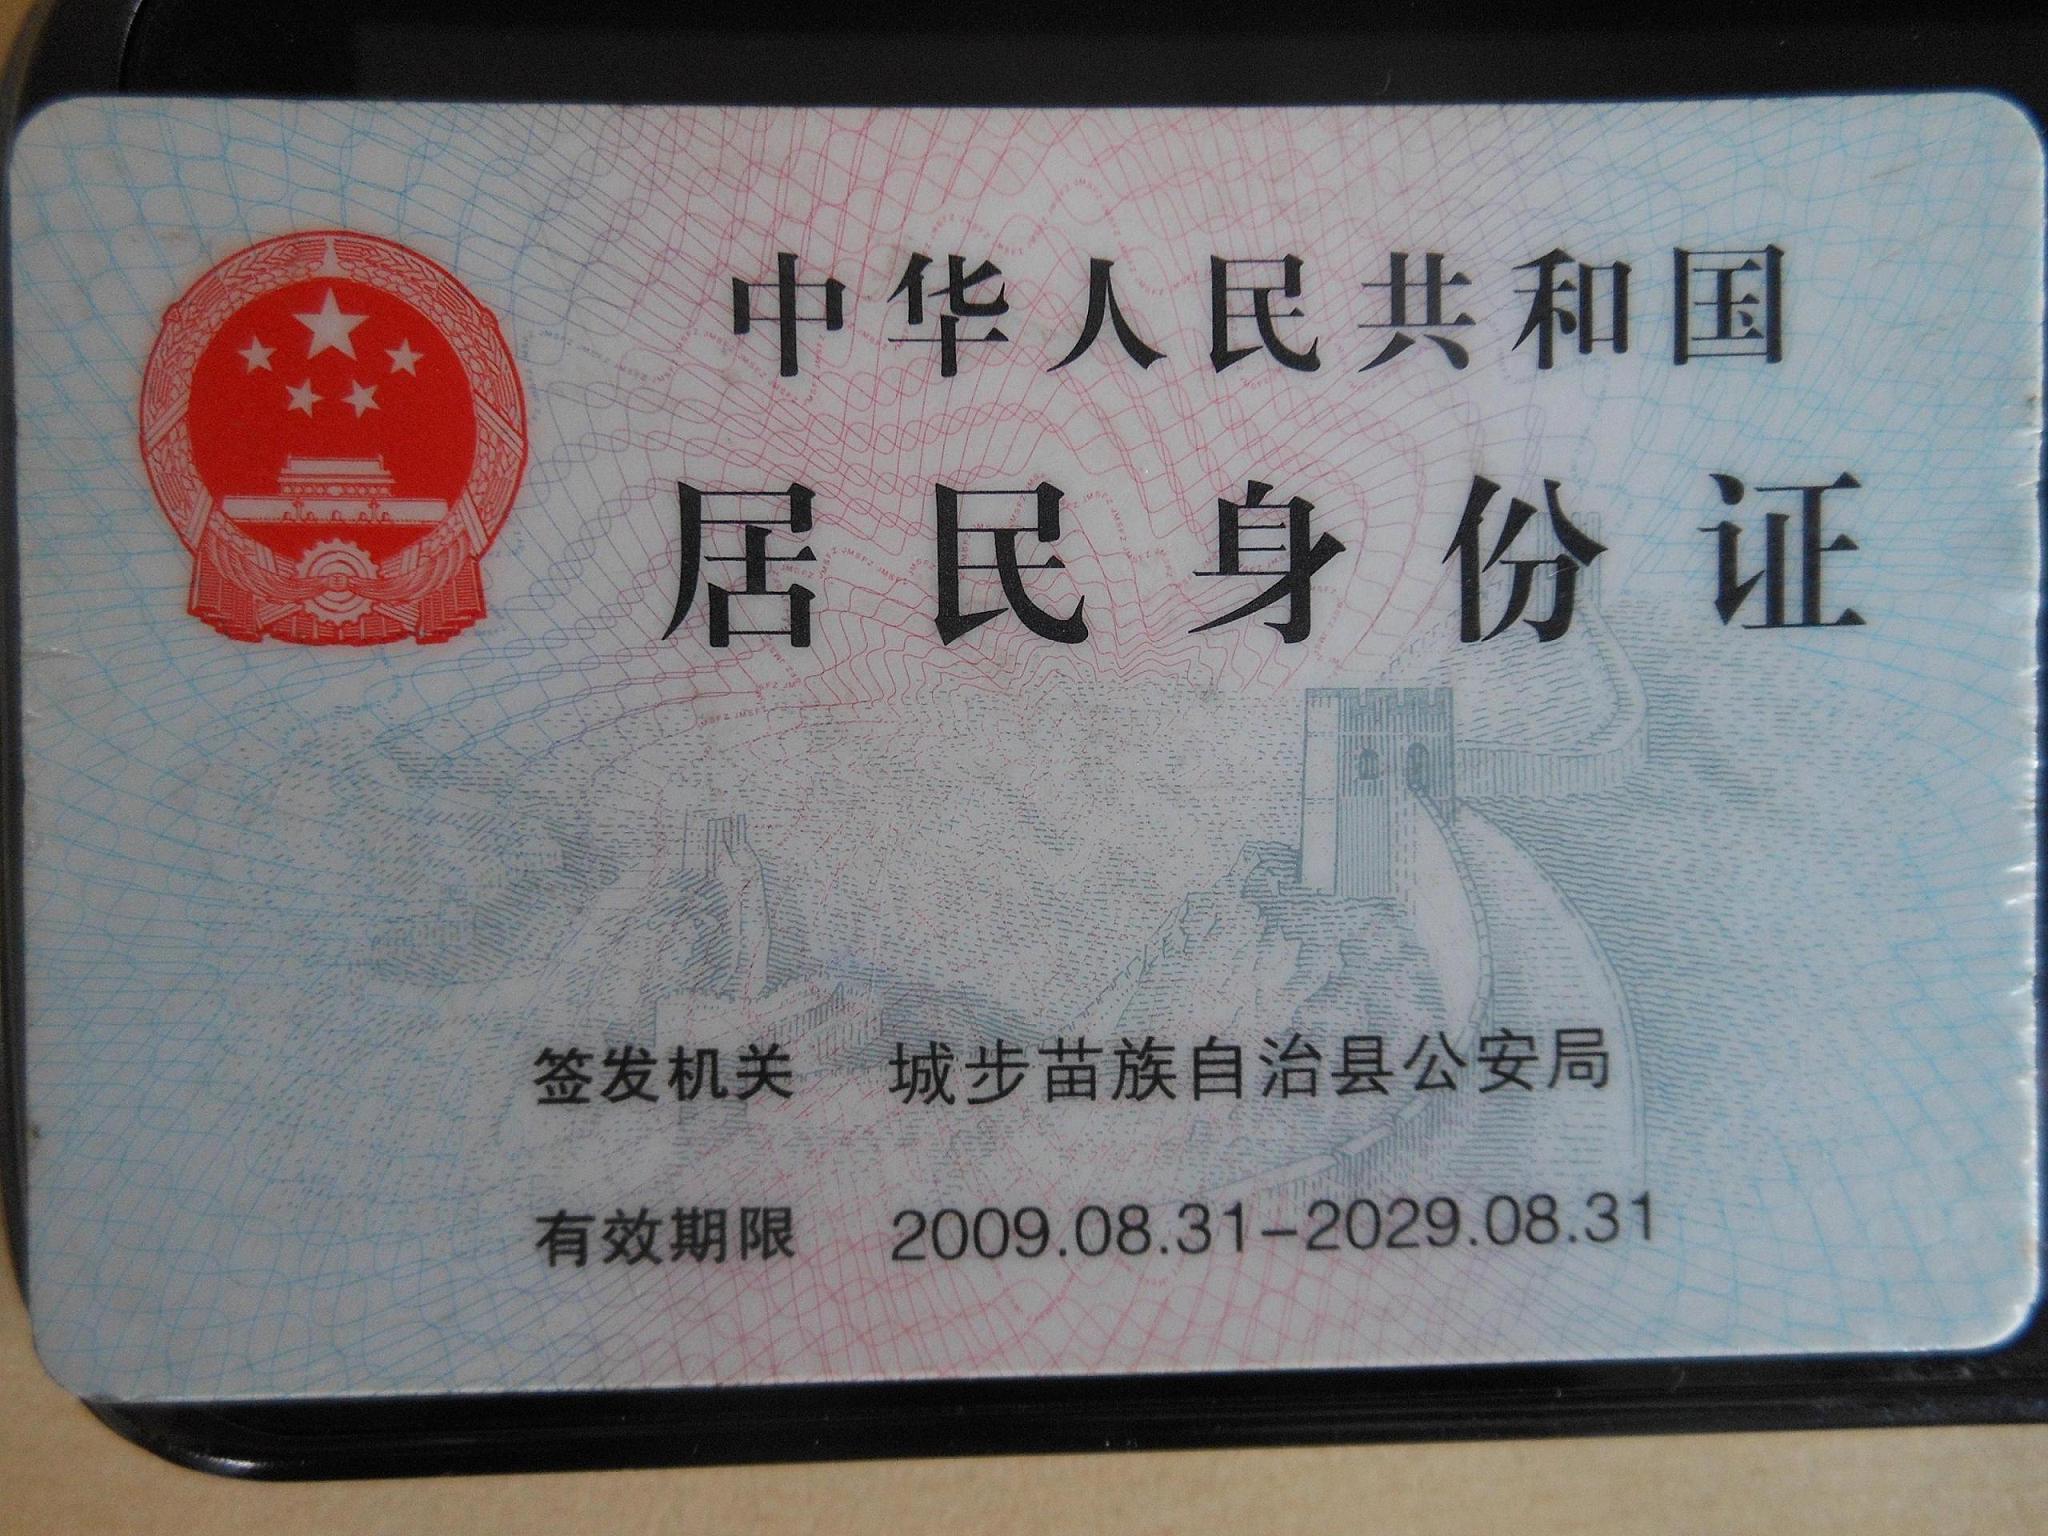 中华人民共和国
居民身份证
签发机关 城步苗族自治县公安局
有效期限 2009.08.31-2029.08.31